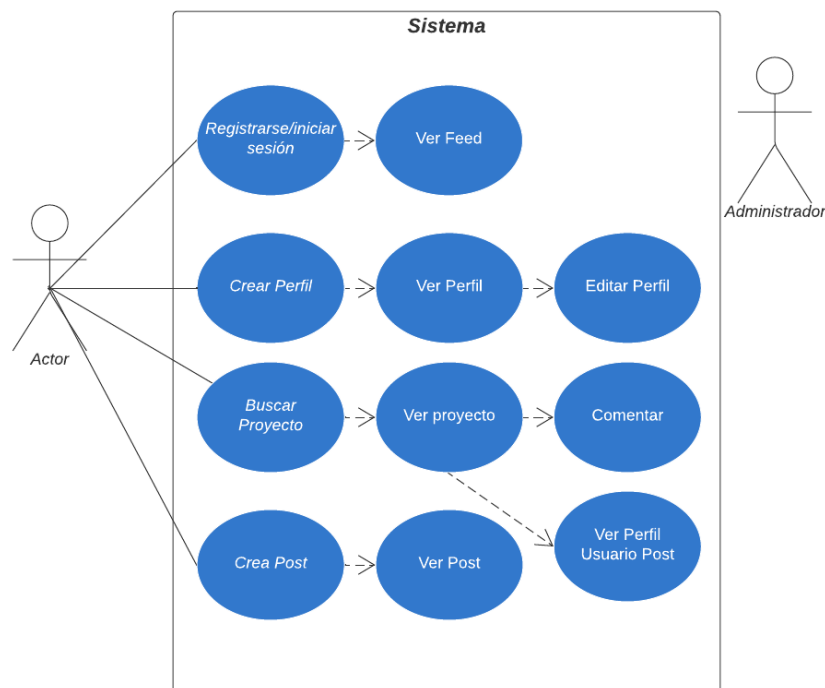 Sistema
Registrarse/iniciar
sesión
Ver Feed
Administrador
Crear Perfil
Ver Perfil
Editar Perfil
Actor
Buscar
Proyecto
Ver proyecto
Comentar
Ver Perfil
Usuario Post
Crea Post
Ver Post